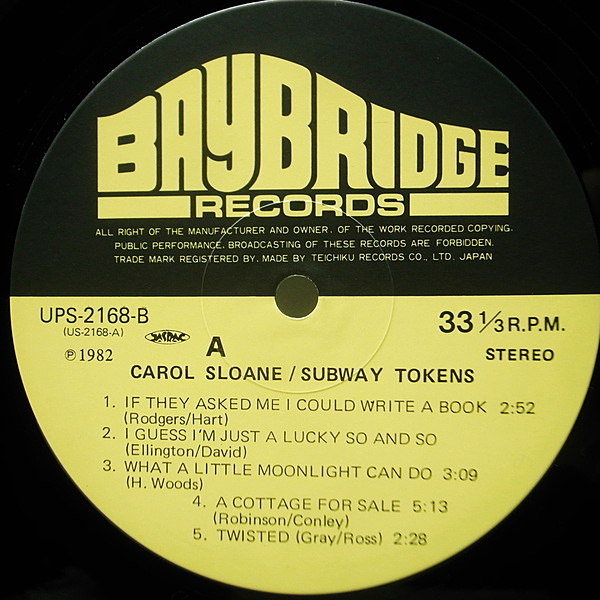 BAYBRIDGE
RECORDS
ALL RIGHT OF THE MANUFACTURER AND OWNER. OF THE WORK RECORDED COPYING.
PUBLIC PERFORMANCE. BROADCASTING OF THESE RECORDS ARE FORBIDDEN.
TRADE MARK REGISTERED BY. MADE BY TEICHIKU RECORDS CO., LTD. JAPAN
UPS-2168-B
(US-2168-A)
JASRAC
33 1/3 R.P.M.
℗1982
A
STEREO
CAROL SLOANE / SUBWAY TOKENS
1. IF THEY ASKED ME I COULD WRITE A BOOK 2:52
(Rodgers/Hart)
2. I GUESS I'M JUST A LUCKY SO AND SO
(Ellington/David)
3. WHAT A LITTLE MOONLIGHT CAN DO 3:09
(H. Woods)
4. A COTTAGE FOR SALE 5:13
(Robinson/Conley)
5. TWISTED (Gray/Ross) 2:28